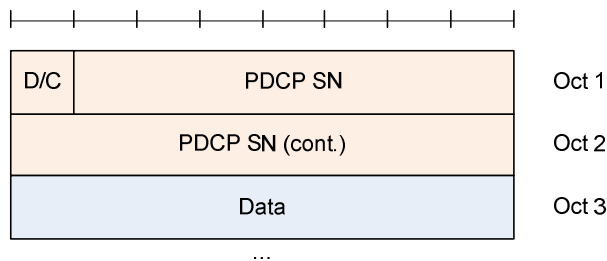 D/C PDCP SN Oct 1
PDCP SN (cont.) Oct 2
Data Oct 3
...